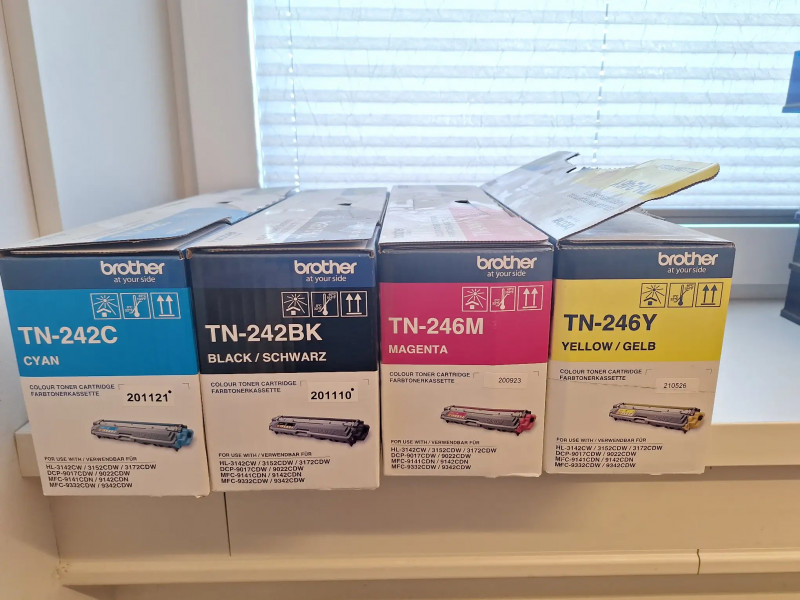 brother
at your side
TN-242C
CYAN
COLOUR TONER CARTRIDGE
FARBTONERKASSETTE
201121
FOR USE WITH / VERWENDBAR FÜR
HL-3142CW / 3152CDW / 3172CDW
DCP-9017CDW / 9022CDW
MFC-9141CDN / 9142CDN
MFC-9332CDW / 9342CDW
brother
at your side
TN-242BK
BLACK / SCHWARZ
COLOUR TONER CARTRIDGE
FARBTONERKASSETTE
201110
FOR USE WITH / VERWENDBAR FÜR
HL-3142CW / 3152CDW / 3172CDW
DCP-9017CDW / 9022CDW
MFC-9141CDN / 9142CDN
MFC-9332CDW / 9342CDW
brother
at your side
TN-246M
MAGENTA
COLOUR TONER CARTRIDGE
FARBTONERKASSETTE
200923
FOR USE WITH / VERWENDBAR FÜR
HL-3142CW / 3152CDW / 3172CDW
DCP-9017CDW / 9022CDW
MFC-9141CDN / 9142CDN
MFC-9332CDW / 9342CDW
brother
at your side
TN-246Y
YELLOW / GELB
COLOUR TONER CARTRIDGE
FARBTONERKASSETTE
210526
FOR USE WITH / VERWENDBAR FÜR
HL-3142CW / 3152CDW / 3172CDW
DCP-9017CDW / 9022CDW
MFC-9141CDN / 9142CDN
MFC-9332CDW / 9342CDW